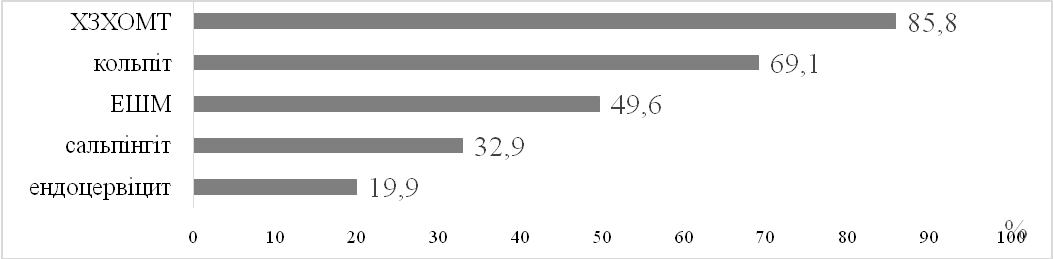 ХЗХОМТ 85,8
кольпіт 69,1
ЕШМ 49,6
сальпінгіт 32,9
ендоцервіцит 19,9
0 10 20 30 40 50 60 70 80 90 100 %